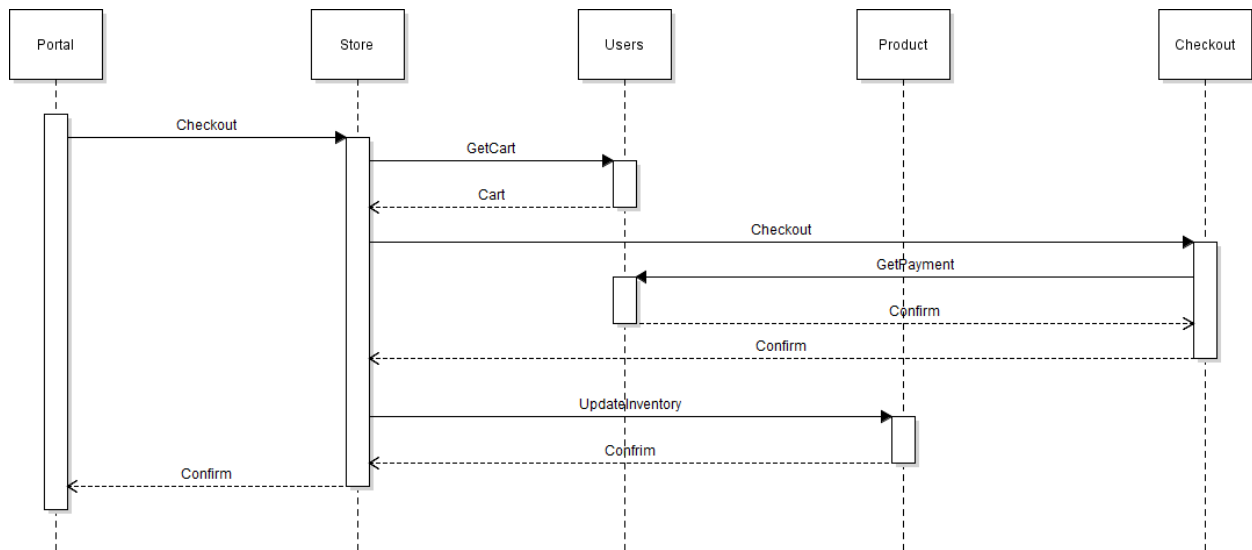 Portal
Store
Users
Product
Checkout
Checkout
GetCart
Cart
Checkout
GetPayment
Confirm
Confirm
UpdateInventory
Confrim
Confirm